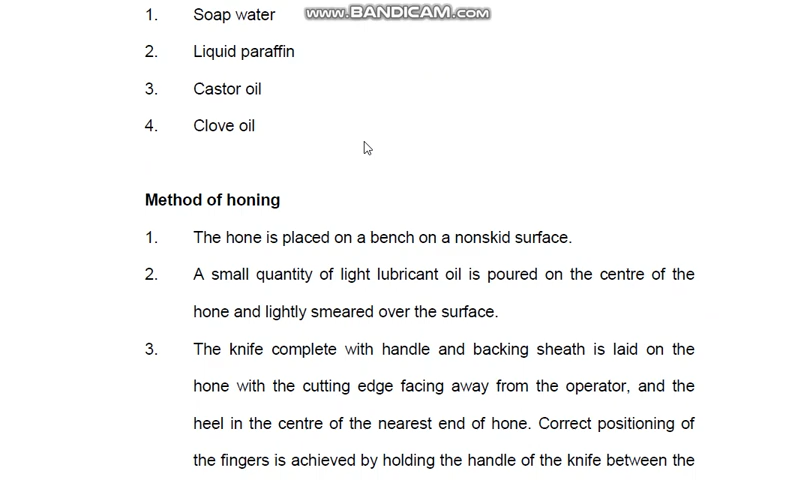 www.BANDICAM.com
1. Soap water
2. Liquid paraffin
3. Castor oil
4. Clove oil
Method of honing
1. The hone is placed on a bench on a nonskid surface.
2. A small quantity of light lubricant oil is poured on the centre of the
hone and lightly smeared over the surface.
3. The knife complete with handle and backing sheath is laid on the
hone with the cutting edge facing away from the operator, and the
heel in the centre of the nearest end of hone. Correct positioning of
the fingers is achieved by holding the handle of the knife between the